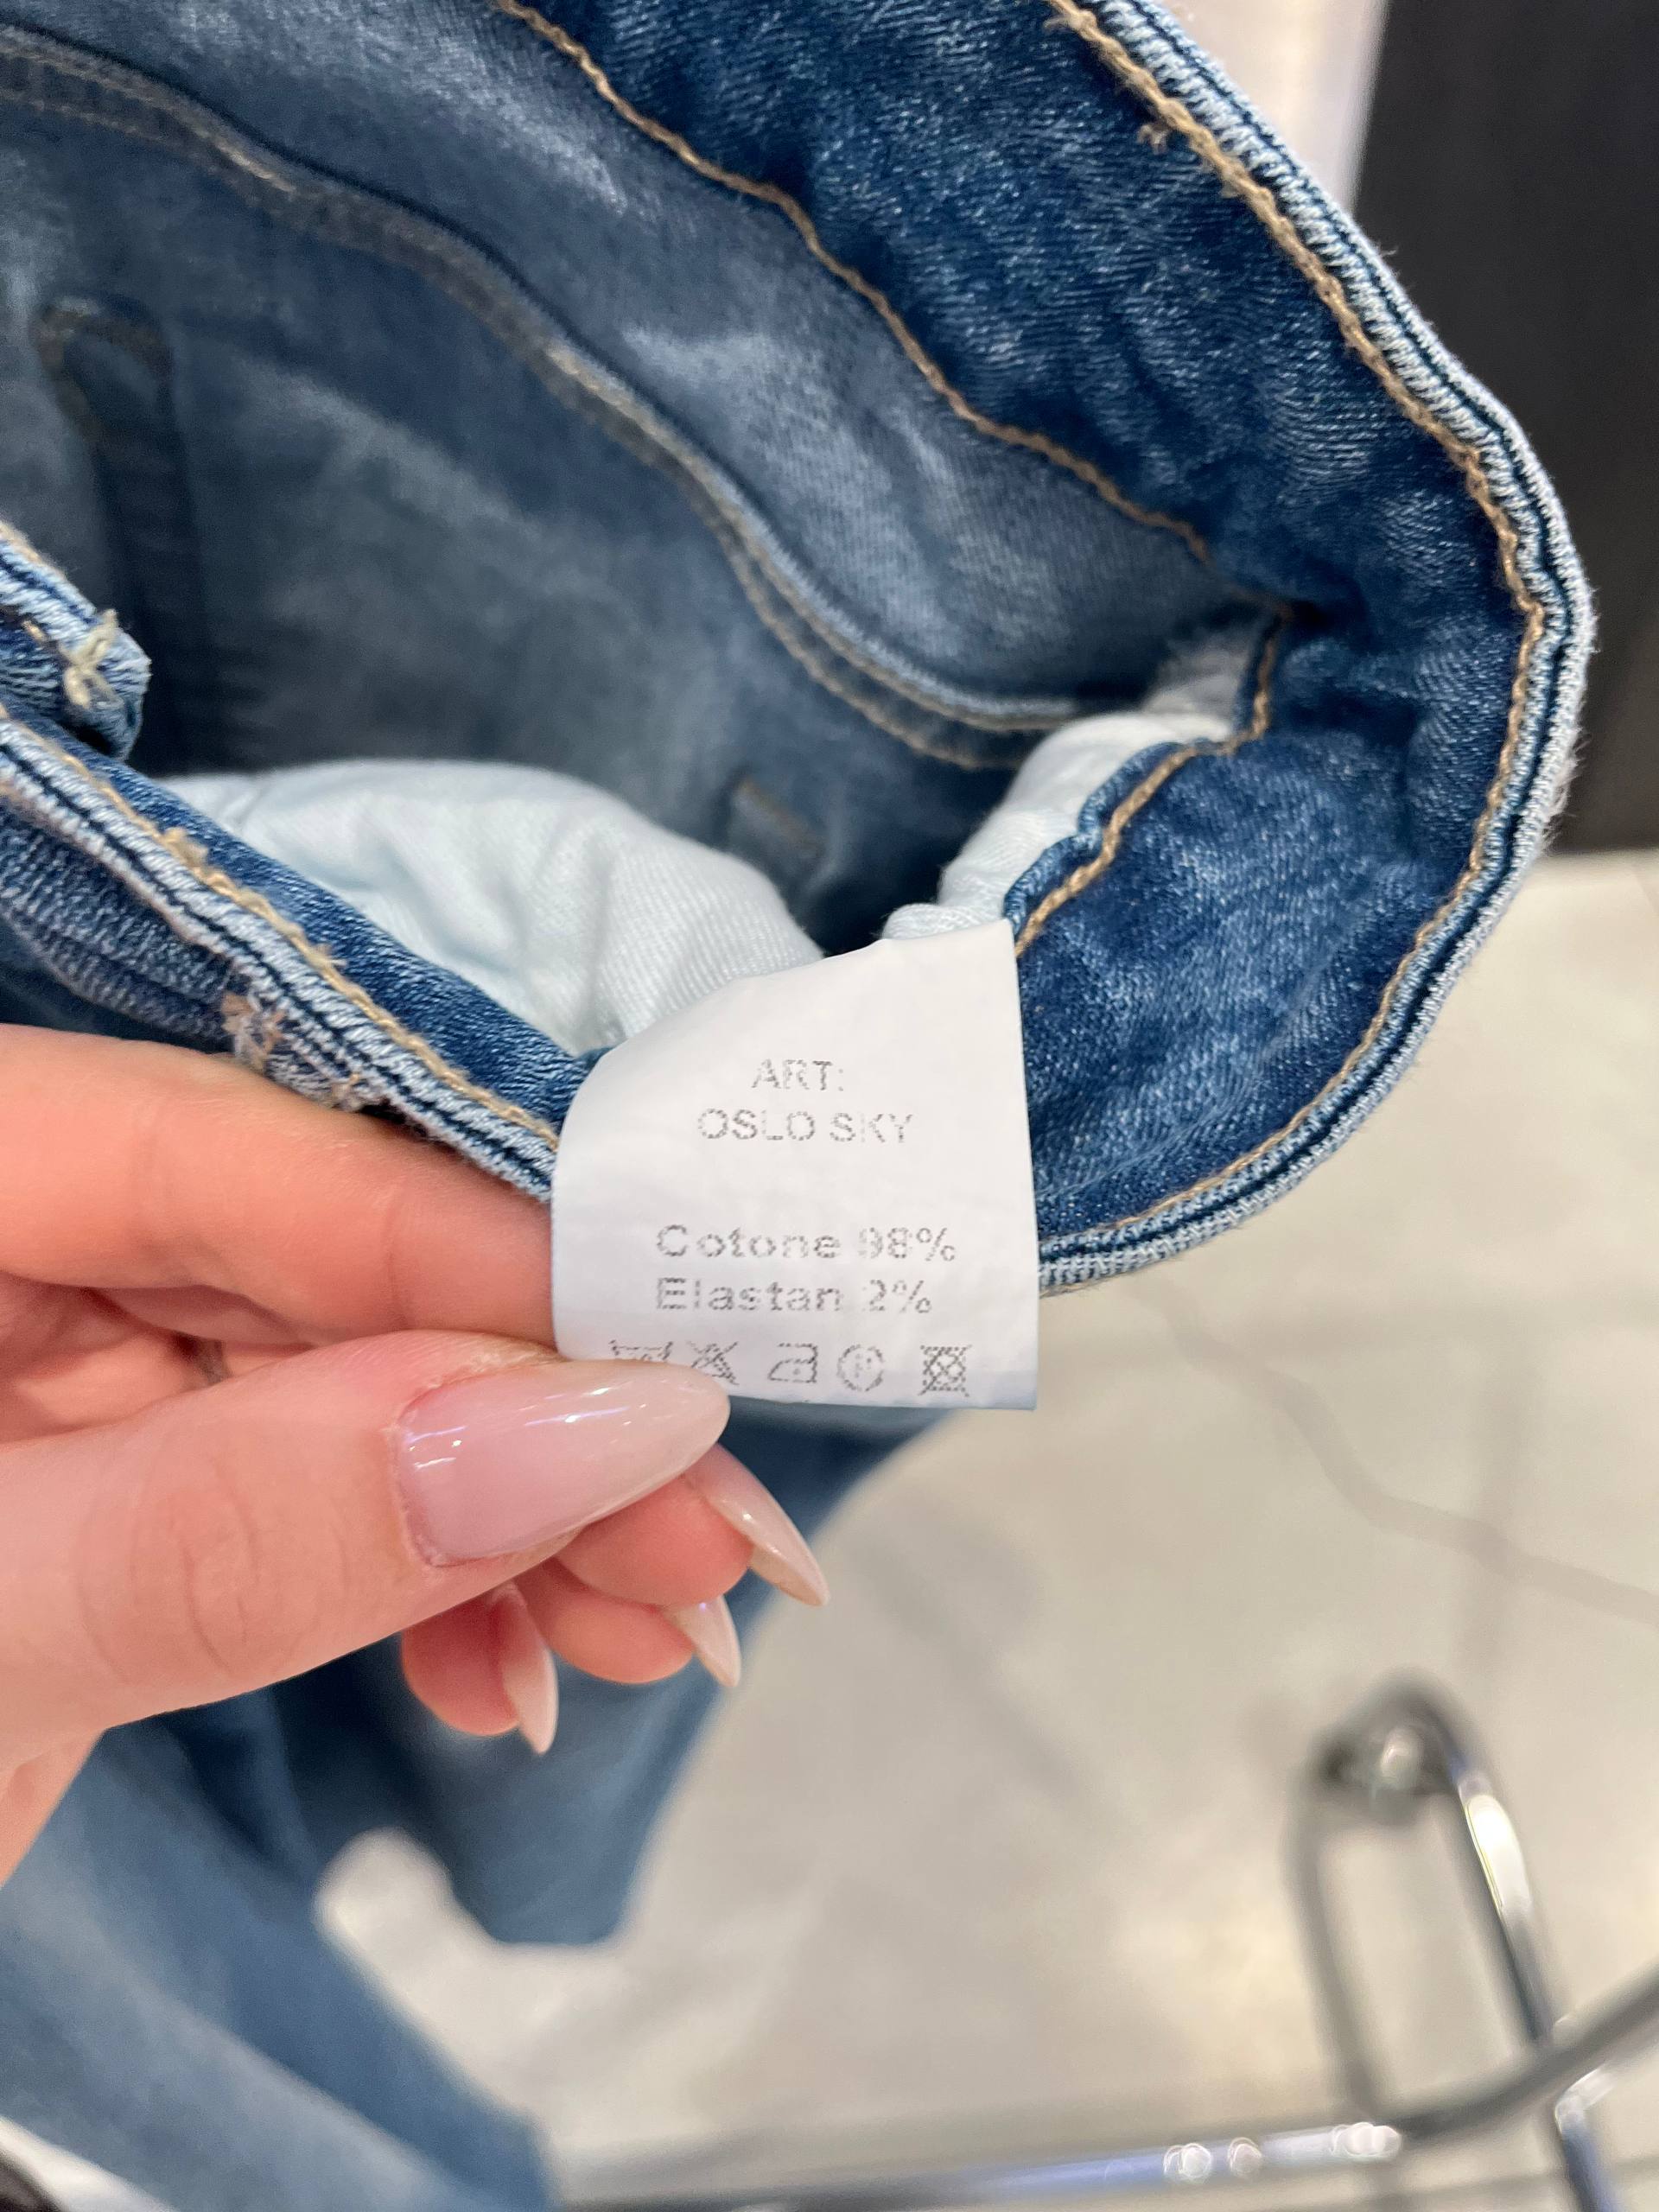 ART:
OSLO SKY
Cotone 98%
Elastan 2%